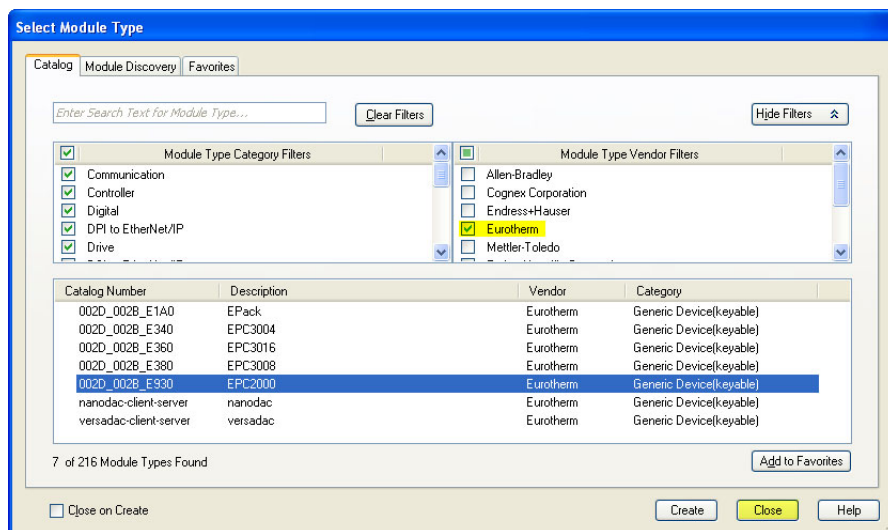 Select Module Type
Catalog Module Discovery Favorites
Enter Search Text for Module Type... Clear Filters Hide Filters
Module Type Category Filters Module Type Vendor Filters
Communication Allen-Bradley
Controller Cognex Corporation
Digital Endress+Hauser
DPI to EtherNet/IP Eurotherm
Drive Mettler-Toledo
Catalog Number Description Vendor Category
002D_002B_E1A0 EPack Eurotherm Generic Device(keyable)
002D_002B_E340 EPC3004 Eurotherm Generic Device(keyable)
002D_002B_E360 EPC3016 Eurotherm Generic Device(keyable)
002D_002B_E380 EPC3008 Eurotherm Generic Device(keyable)
002D_002B_E930 EPC2000 Eurotherm Generic Device(keyable)
nanodac-client-server nanodac Eurotherm Generic Device(keyable)
versadac-client-server versadac Eurotherm Generic Device(keyable)
7 of 216 Module Types Found Add to Favorites
Close on Create Create Close Help